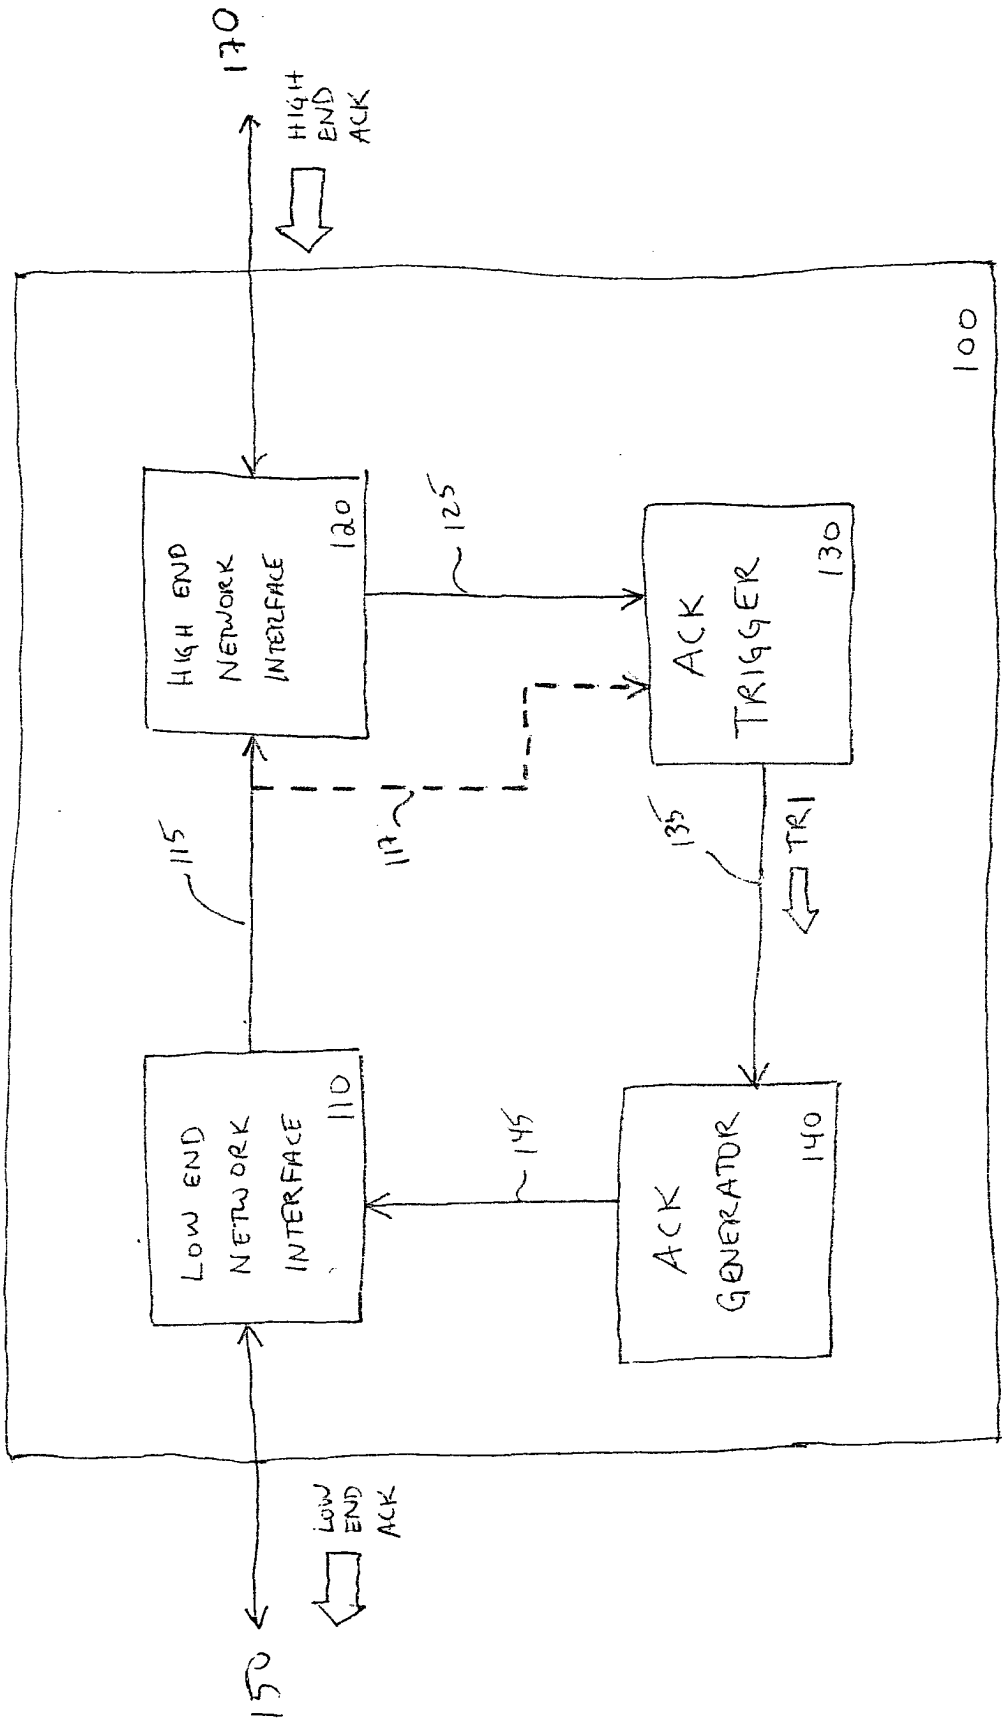 150
LOW
END
ACK
LOW END
NETWORK
INTERFACE
110
115
HIGH END
NETWORK
INTERFACE
120
170
HIGH
END
ACK
145
117
125
ACK
GENERATOR
140
135
TRI
ACK
TRIGGER
130
100